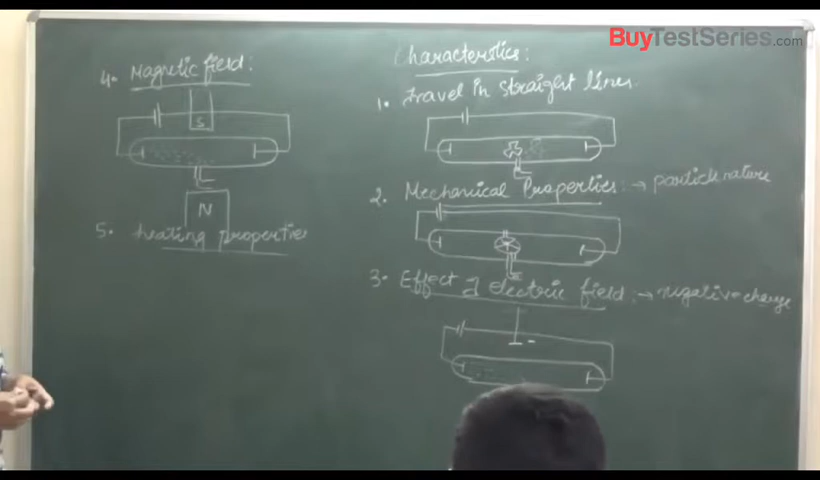 BuyTestSeries.com
Characteristics:
1. Travel in straight lines.
2. Mechanical Properties: → particle nature
3. Effect of electric field: → negative charge
-
4. Magnetic field:
S
N
5. Heating properties